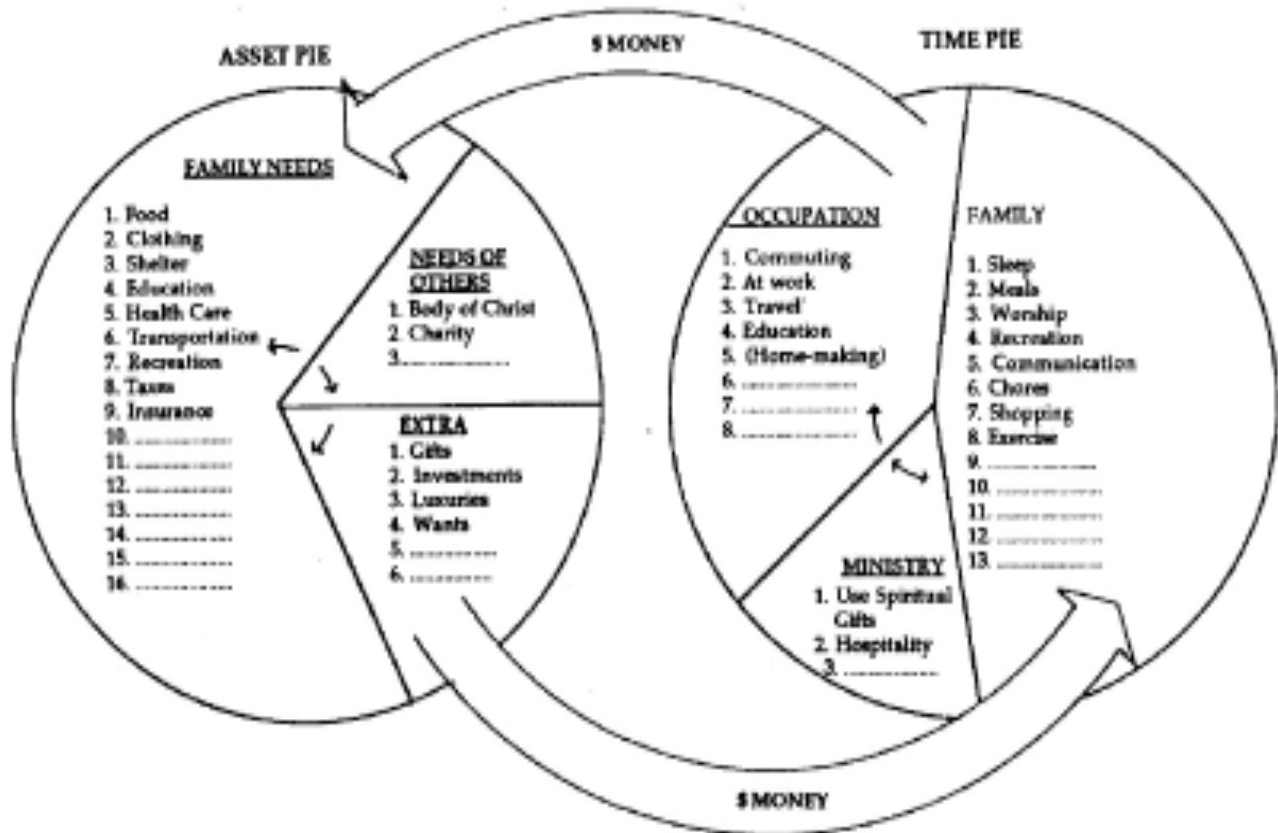 $ MONEY
ASSET PIE
TIME PIE
FAMILY NEEDS
1. Food
2. Clothing
3. Shelter
4. Education
5. Health Care
6. Transportation
7. Recreation
8. Taxes
9. Insurance
10. ...............
11. ...............
12. ...............
13. ...............
14. ...............
15. ...............
16. ...............
NEEDS OF
OTHERS
1. Body of Christ
2. Charity
3. ...............
EXTRA
1. Gifts
2. Investments
3. Luxuries
4. Wants
5. ...............
6. ...............
OCCUPATION
1. Commuting
2. At work
3. Travel
4. Education
5. (Home-making)
6. ...............
7. ...............
8. ...............
FAMILY
1. Sleep
2. Meals
3. Worship
4. Recreation
5. Communication
6. Chores
7. Shopping
8. Exercise
9. ...............
10. ...............
11. ...............
12. ...............
13. ...............
MINISTRY
1. Use Spiritual
Gifts
2. Hospitality
3. ...............
$ MONEY